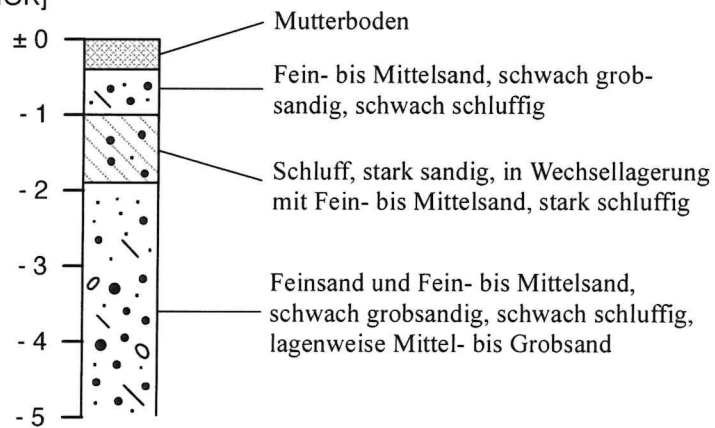 ± 0
Mutterboden
Fein- bis Mittelsand, schwach grob-
sandig, schwach schluffig
- 1
Schluff, stark sandig, in Wechsellagerung
mit Fein- bis Mittelsand, stark schluffig
- 2
- 3
Feinsand und Fein- bis Mittelsand,
schwach grobsandig, schwach schluffig,
lagenweise Mittel- bis Grobsand
- 4
- 5